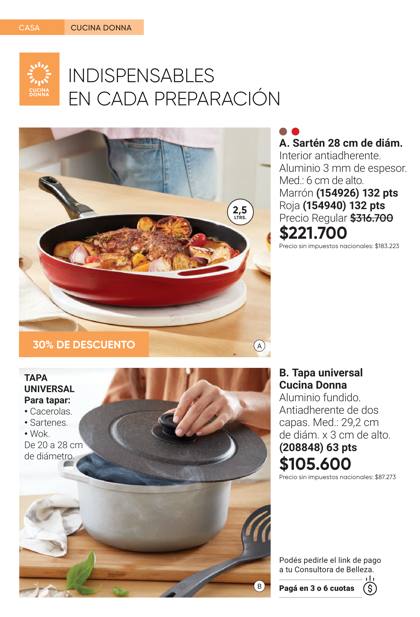 CASA
CUCINA DONNA
CUCINA
DONNA
INDISPENSABLES
EN CADA PREPARACIÓN
2,5
LTRS.
30% DE DESCUENTO
A
A. Sartén 28 cm de diám.
Interior antiadherente.
Aluminio 3 mm de espesor.
Med.: 6 cm de alto.
Marrón (154926) 132 pts
Roja (154940) 132 pts
Precio Regular $316.700
$221.700
Precio sin impuestos nacionales: $183.223
TAPA
UNIVERSAL
Para tapar:
• Cacerolas.
• Sartenes.
• Wok.
De 20 a 28 cm
de diámetro.
B
B. Tapa universal
Cucina Donna
Aluminio fundido.
Antiadherente de dos
capas. Med.: 29,2 cm
de diám. x 3 cm de alto.
(208848) 63 pts
$105.600
Precio sin impuestos nacionales: $87.273
Podés pedirle el link de pago
a tu Consultora de Belleza.
Pagá en 3 o 6 cuotas
$